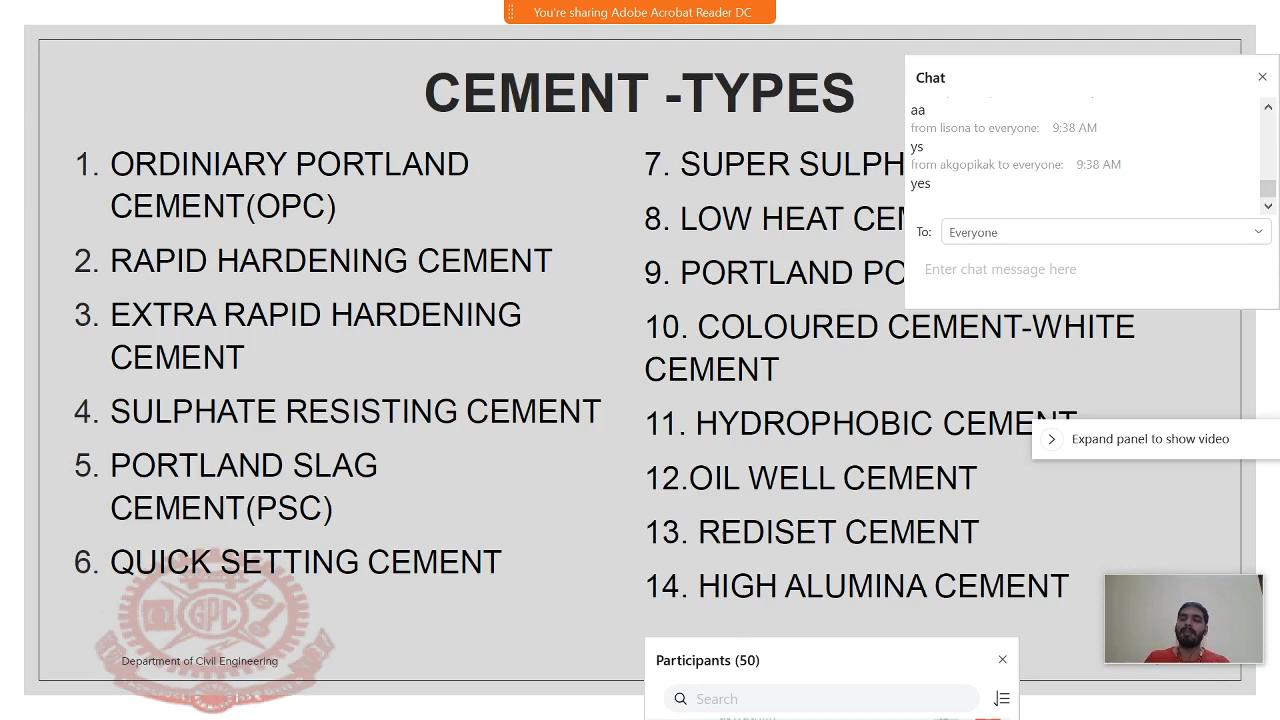 You're sharing Adobe Acrobat Reader DC
CEMENT -TYPES
1. ORDINIARY PORTLAND
CEMENT(OPC)
2. RAPID HARDENING CEMENT
3. EXTRA RAPID HARDENING
CEMENT
4. SULPHATE RESISTING CEMENT
5. PORTLAND SLAG
CEMENT(PSC)
6. QUICK SETTING CEMENT
7. SUPER SULPH
8. LOW HEAT CEM
9. PORTLAND PO
10. COLOURED CEMENT-WHITE
CEMENT
11. HYDROPHOBIC CEMENT
12.OIL WELL CEMENT
13. REDISET CEMENT
14. HIGH ALUMINA CEMENT
GPC
Department of Civil Engineering
Chat
aa
from lisona to everyone: 9:38 AM
ys
from akgopikak to everyone: 9:38 AM
yes
To: Everyone
Enter chat message here
Expand panel to show video
Participants (50)
Search